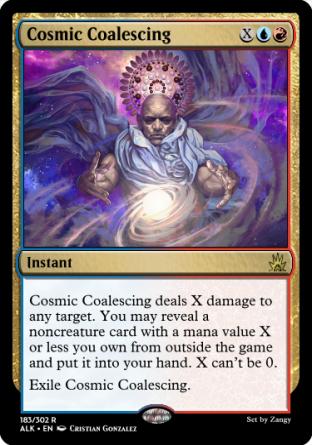 Cosmic Coalescing X
Instant
Cosmic Coalescing deals X damage to
any target. You may reveal a
noncreature card with a mana value X
or less you own from outside the game
and put it into your hand. X can't be 0.
Exile Cosmic Coalescing.
183/302 R Set by Zangy
ALK • EN Cristian Gonzalez